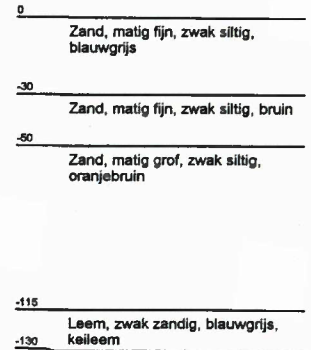 0
Zand, matig fijn, zwak siltig,
blauwgrijs
-30
Zand, matig fijn, zwak siltig, bruin
-50
Zand, matig grof, zwak siltig,
oranjebruin
-115
Leem, zwak zandig, blauwgrijs,
keileem
-130